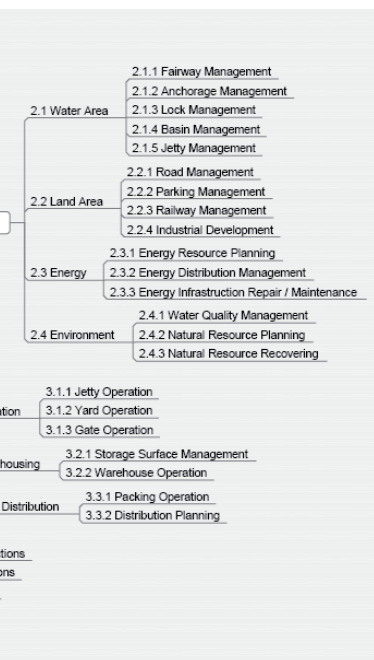 2.1 Water Area
2.1.1 Fairway Management
2.1.2 Anchorage Management
2.1.3 Lock Management
2.1.4 Basin Management
2.1.5 Jetty Management
2.2 Land Area
2.2.1 Road Management
2.2.2 Parking Management
2.2.3 Railway Management
2.2.4 Industrial Development
2.3 Energy
2.3.1 Energy Resource Planning
2.3.2 Energy Distribution Management
2.3.3 Energy Infrastruction Repair / Maintenance
2.4 Environment
2.4.1 Water Quality Management
2.4.2 Natural Resource Planning
2.4.3 Natural Resource Recovering
ation
3.1.1 Jetty Operation
3.1.2 Yard Operation
3.1.3 Gate Operation
housing
3.2.1 Storage Surface Management
3.2.2 Warehouse Operation
Distribution
3.3.1 Packing Operation
3.3.2 Distribution Planning
tions
ons